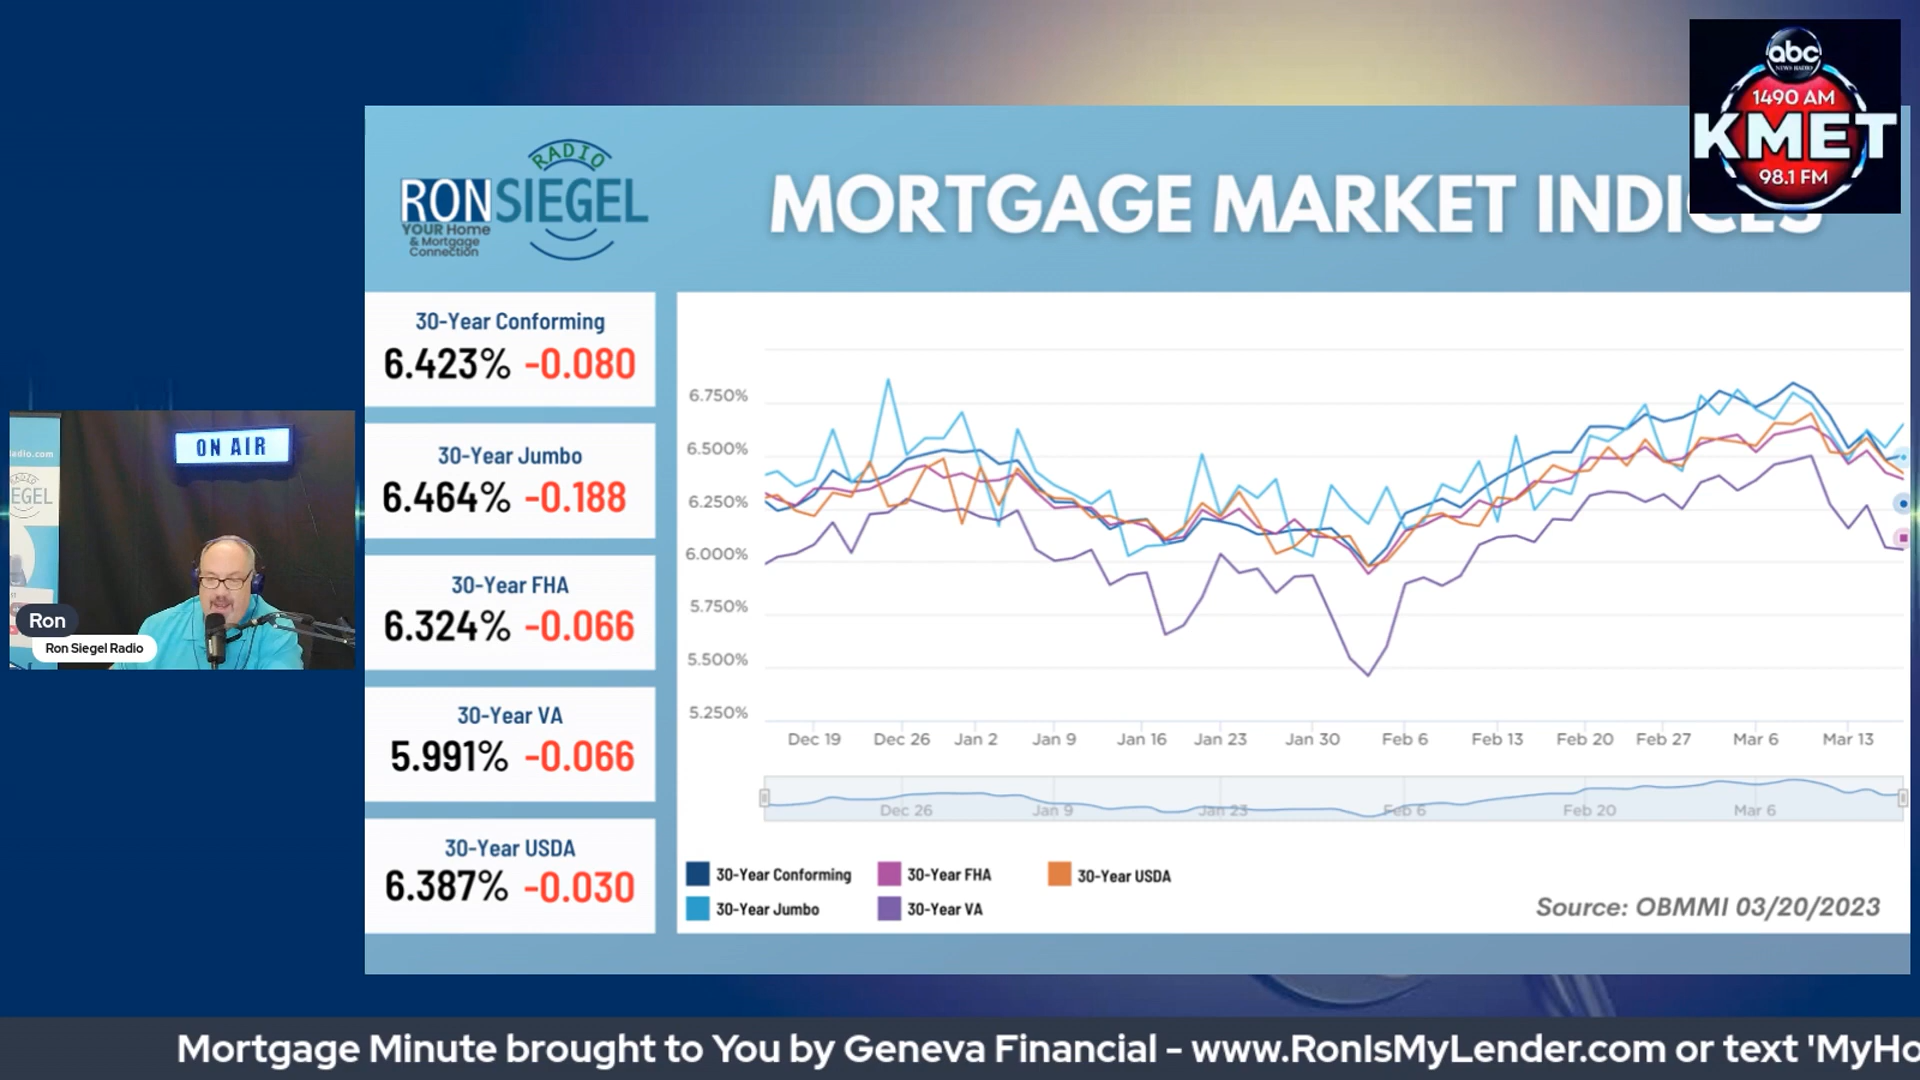 abc
NEWS RADIO
1490 AM
KMET
98.1 FM
RADIO
RONSIEGEL
YOUR Home
& Mortgage
Connection
MORTGAGE MARKET INDICES
30-Year Conforming
6.423% -0.080
30-Year Jumbo
6.464% -0.188
30-Year FHA
6.324% -0.066
30-Year VA
5.991% -0.066
30-Year USDA
6.387% -0.030
6.750%
6.500%
6.250%
6.000%
5.750%
5.500%
5.250%
Dec 19 Dec 26 Jan 2 Jan 9 Jan 16 Jan 23 Jan 30 Feb 6 Feb 13 Feb 20 Feb 27 Mar 6 Mar 13
Dec 26 Jan 9 Jan 23 Feb 6 Feb 20 Mar 6
30-Year Conforming 30-Year FHA 30-Year USDA
30-Year Jumbo 30-Year VA
Source: OBMMI 03/20/2023
ON AIR
adio.com
RADIO
EGEL
Ron
Ron Siegel Radio
Mortgage Minute brought to You by Geneva Financial - www.RonIsMyLender.com or text 'MyHo